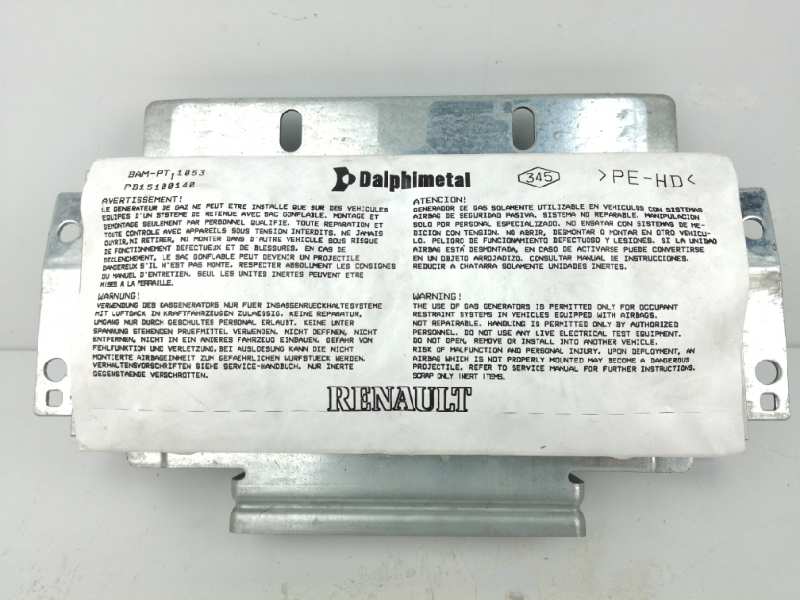 BAM-PT11053
PB15100140
Dalphimetal
345
>PE-HD<
AVERTISSEMENT!
LE GENERATEUR DE GAZ NE PEUT ETRE INSTALLE QUE SUR DES VEHICULES
EQUIPES D'UN SYSTEME DE RETENUE AVEC SAC GONFLABLE. MONTAGE ET
DEMONTAGE SEULEMENT PAR PERSONNEL QUALIFIE. TOUTE REPARATION ET
TOUTE CONTROLE AVEC APPAREILS SOUS TENSION INTERDITS. NE JAMAIS
OUVRIR, NI RETIRER, NI MONTER DANS D'AUTRE VEHICULE SOUS RISQUE
DE FONCTIONNEMENT DEFECTUEUX ET DE BLESSURES. EN CAS DE
DECLENCHEMENT, LE SAC GONFLABLE PEUT DEVENIR UN PROJECTILE
DANGEREUX S'IL N'EST PAS MONTE. RESPECTER ABSOLUMENT LES CONSIGNES
DU MANUEL D'ENTRETIEN. SEUL LES UNITES INERTES PEUVENT ETRE
MISES A LA FERRAILLE.
ATENCION!
GENERADOR DE GAS SOLAMENTE UTILIZABLE EN VEHICULOS CON SISTEMAS
AIRBAG DE SEGURIDAD PASIVA. SISTEMA NO REPARABLE. MANIPULACION
SOLO POR PERSONAL ESPECIALIZADO. NO ENSAYAR CON SISTEMAS DE ME-
DICION CON TENSION. NO ABRIR, DESMONTAR O MONTAR EN OTRO VEHICU-
LO. PELIGRO DE FUNCIONAMIENTO DEFECTUOSO Y LESIONES. SI LA UNIDAD
AIRBAG ESTA DESMONTADA, EN CASO DE ACTIVARSE PUEDE CONVERTIRSE
EN UN OBJETO ARROJADIZO. CONSULTAR MANUAL DE INSTRUCCIONES.
REDUCIR A CHATARRA SOLAMENTE UNIDADES INERTES.
WARNUNG!
VERWENDUNG DES GASGENERATORS NUR FUER INSASSENRUECKHALTESYSTEME
MIT LUFTSACK IN KRAFTFAHRZEUGEN ZULAESSIG. KEINE REPARATUR,
UMGANG NUR DURCH GESCHULTES PERSONAL ERLAUBT. KEINE UNTER
SPANNUNG STEHENDEN PRUEFMITTEL VERWENDEN. NICHT OEFFNEN, NICHT
ENTFERNEN, NICHT IN EIN ANDERES FAHRZEUG EINBAUEN. GEFAHR VON
FEHLFUNKTION UND VERLETZUNG, BEI AUSLOESUNG KANN DIE NICHT
MONTIERTE AIRBAGEINHEIT ZUM GEFAHRLICHEN WURFSTUECK WERDEN.
VERHALTENSVORSCHRIFTEN SIEHE SERVICE-HANDBUCH. NUR INERTE
GEGENSTAENDE VERSCHROTTEN.
WARNING!
THE USE OF GAS GENERATORS IS PERMITTED ONLY FOR OCCUPANT
RESTRAINT SYSTEMS IN VEHICLES EQUIPPED WITH AIRBAGS.
NOT REPAIRABLE. HANDLING IS PERMITTED ONLY BY AUTHORIZED
PERSONNEL. DO NOT USE ANY LIVE ELECTRICAL TEST EQUIPMENT.
DO NOT OPEN, REMOVE OR INSTALL INTO ANOTHER VEHICLE.
RISK OF MALFUNCTION AND PERSONAL INJURY. UPON DEPLOYMENT, AN
AIRBAG WHICH IS NOT PROPERLY MOUNTED MAY BECOME A DANGEROUS
PROJECTILE. REFER TO SERVICE MANUAL FOR FURTHER INSTRUCTIONS.
SCRAP ONLY INERT ITEMS.
RENAULT